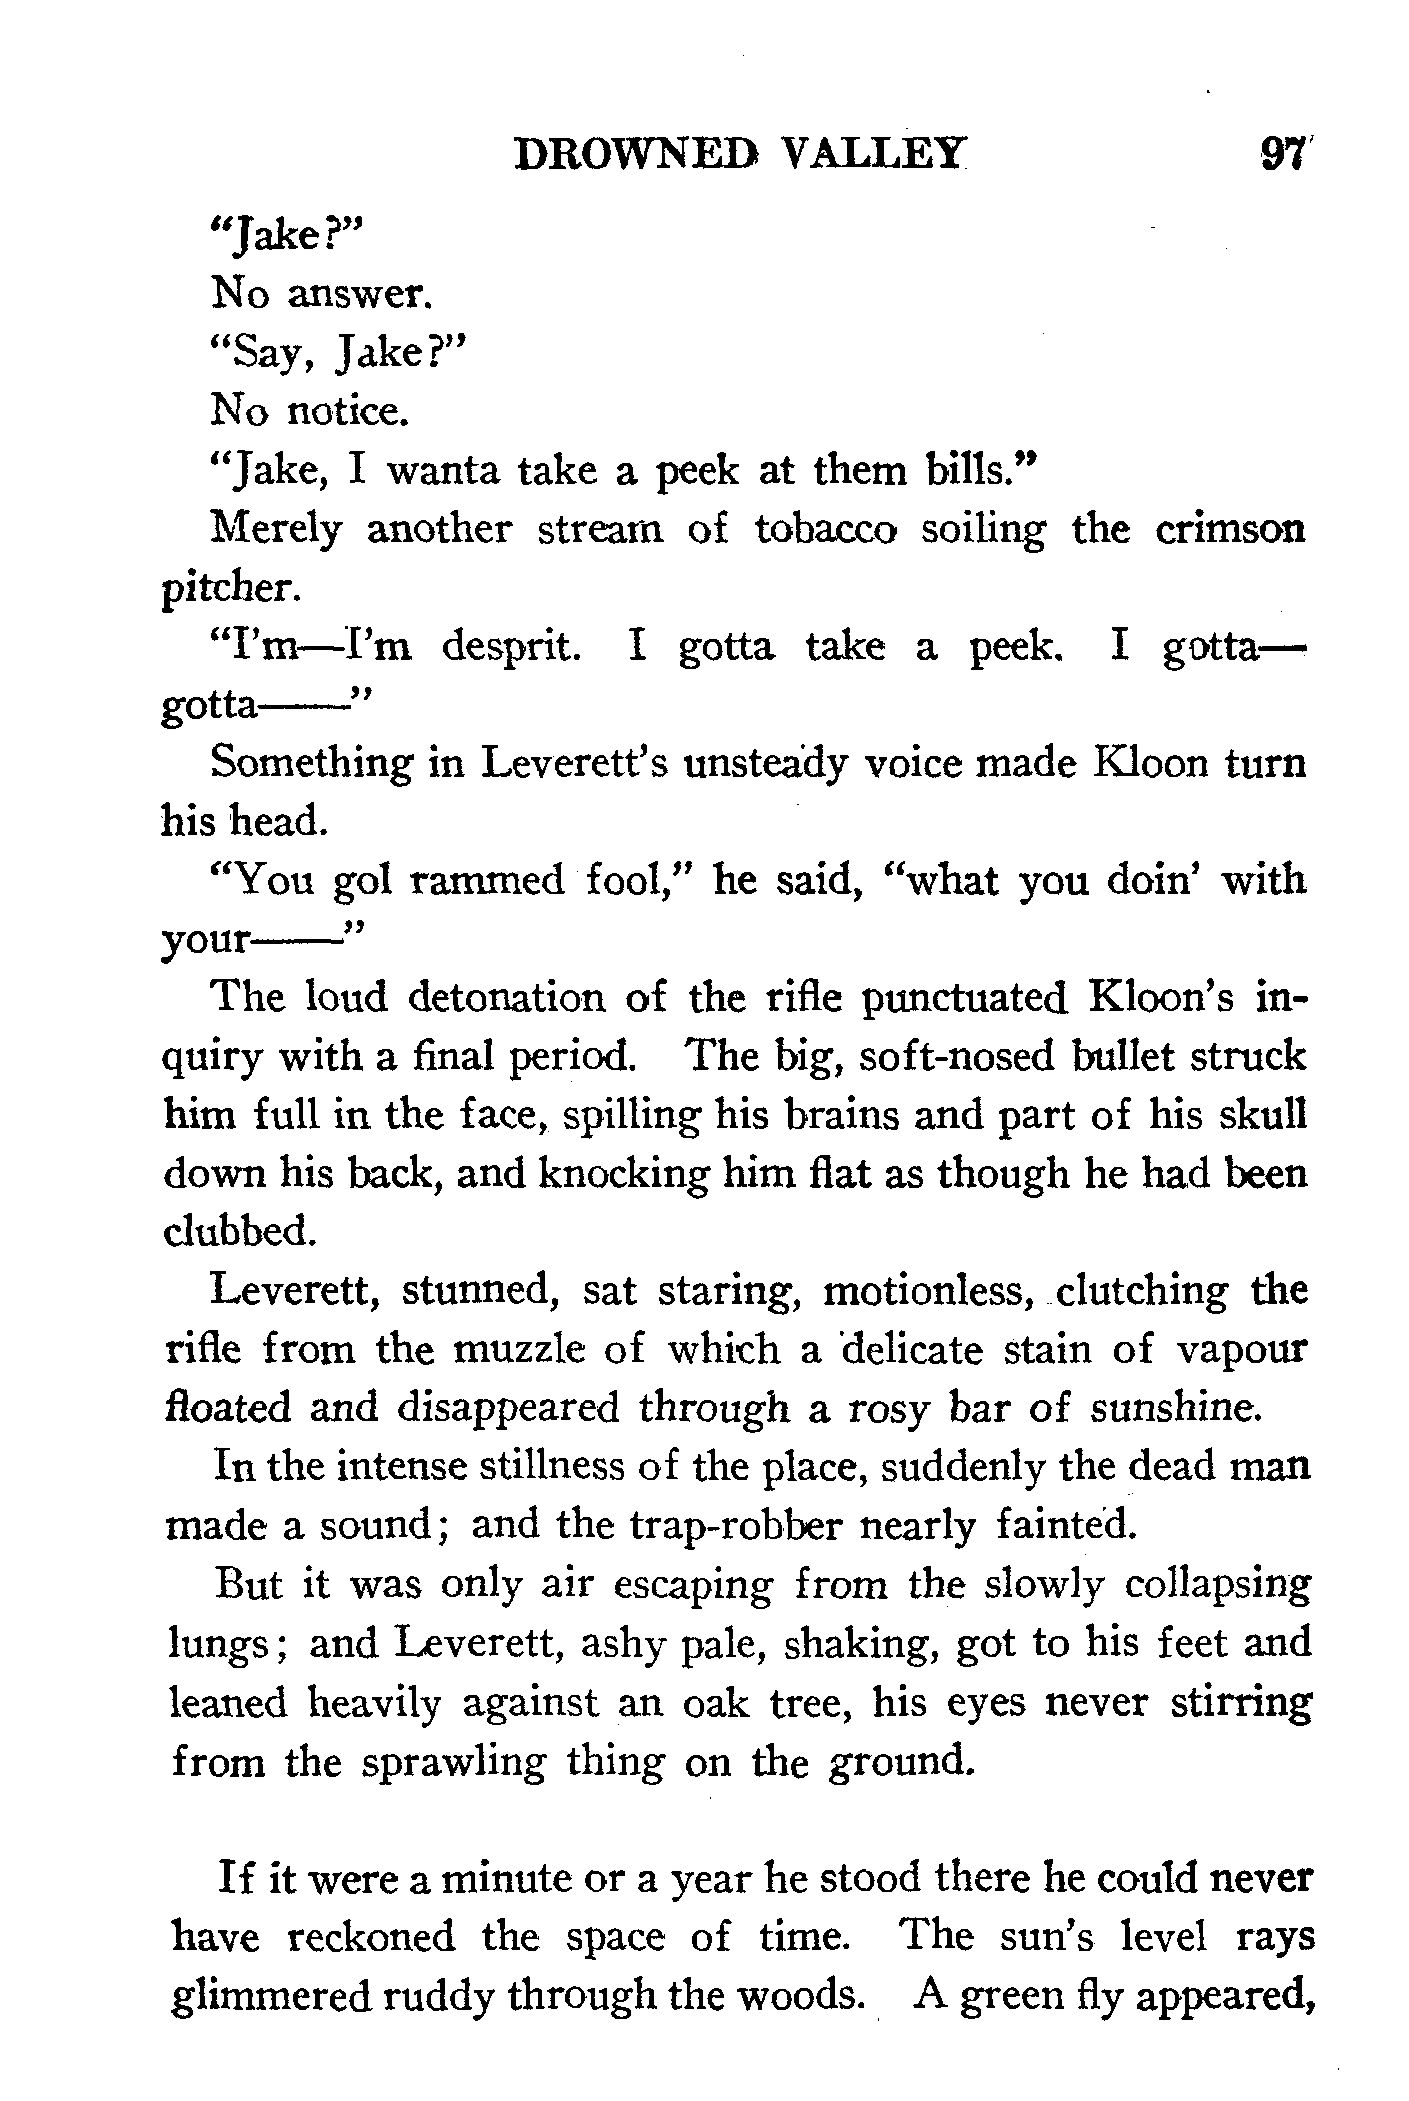 DROWNED VALLEY 97
“Jake?”
No answer.
“Say, Jake?”
No notice.
“Jake, I wanta take a peek at them bills.”
Merely another stream of tobacco soiling the crimson
pitcher.
“I’m—I’m desprit. I gotta take a peek. I gotta—
gotta——”
Something in Leverett’s unsteady voice made Kloon turn
his head.
“You gol rammed fool,” he said, “what you doin’ with
your——”
The loud detonation of the rifle punctuated Kloon’s in-
quiry with a final period. The big, soft-nosed bullet struck
him full in the face, spilling his brains and part of his skull
down his back, and knocking him flat as though he had been
clubbed.
Leverett, stunned, sat staring, motionless, clutching the
rifle from the muzzle of which a delicate stain of vapour
floated and disappeared through a rosy bar of sunshine.
In the intense stillness of the place, suddenly the dead man
made a sound; and the trap-robber nearly fainted.
But it was only air escaping from the slowly collapsing
lungs; and Leverett, ashy pale, shaking, got to his feet and
leaned heavily against an oak tree, his eyes never stirring
from the sprawling thing on the ground.
If it were a minute or a year he stood there he could never
have reckoned the space of time. The sun’s level rays
glimmered ruddy through the woods. A green fly appeared,